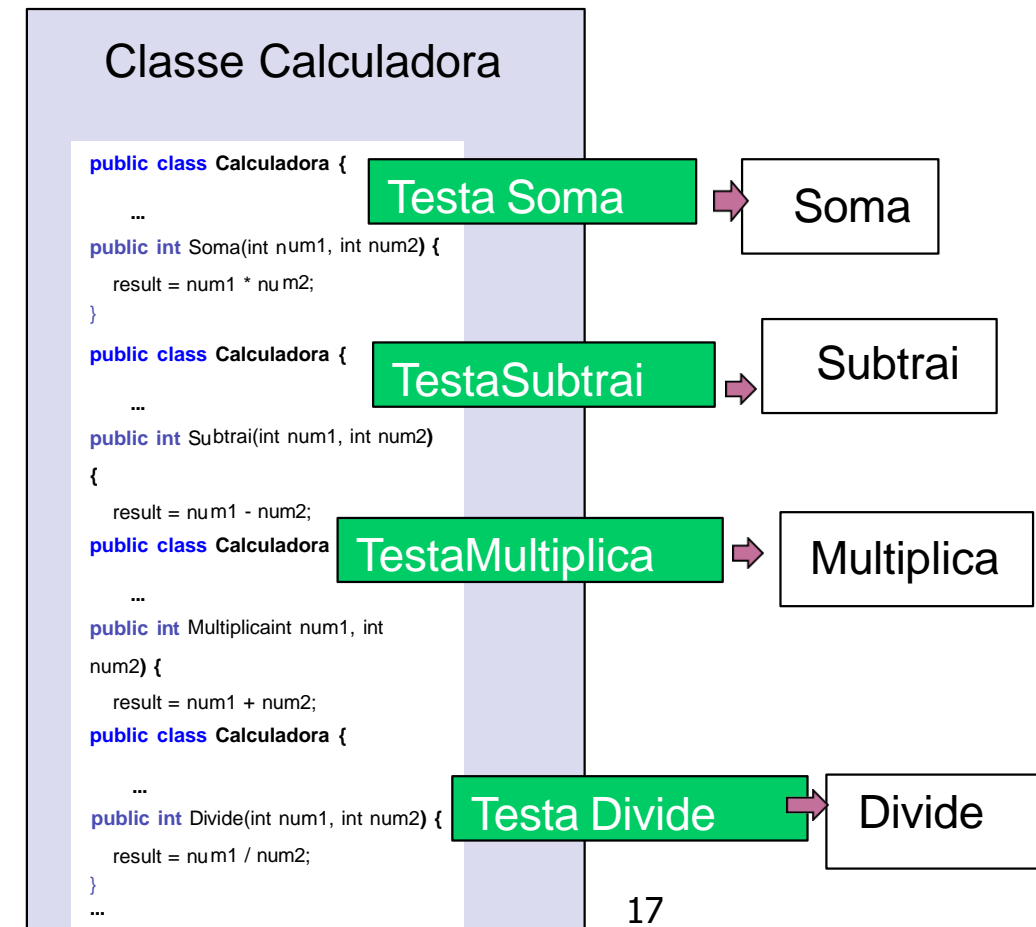 Classe Calculadora
public class Calculadora {
...
public int Soma(int num1, int num2) {
result = num1 * num2;
}
public class Calculadora {
...
public int Subtrai(int num1, int num2)
{
result = num1 - num2;
public class Calculadora
...
public int Multiplicaint num1, int
num2) {
result = num1 + num2;
public class Calculadora {
...
public int Divide(int num1, int num2) {
result = num1 / num2;
}
...
Testa Soma
Soma
TestaSubtrai
Subtrai
TestaMultiplica
Multiplica
Testa Divide
Divide
17